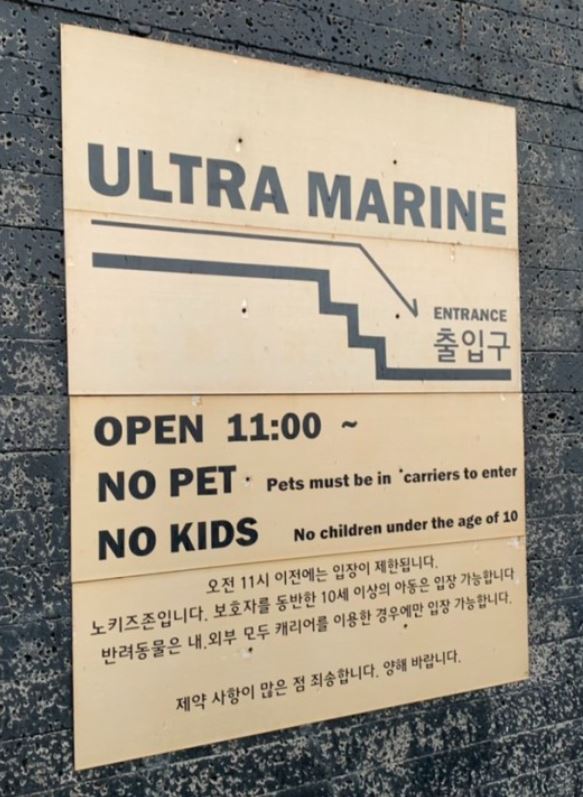 ULTRA MARINE
ENTRANCE
출입구
OPEN 11:00 ~
NO PET Pets must be in carriers to enter
NO KIDS No children under the age of 10
오전 11시 이전에는 입장이 제한됩니다.
노키즈존입니다. 보호자를 동반한 10세 이상의 아동은 입장 가능합니다
반려동물은 내.외부 모두 캐리어를 이용한 경우에만 입장 가능합니다.
제약 사항이 많은 점 죄송합니다. 양해 바랍니다.